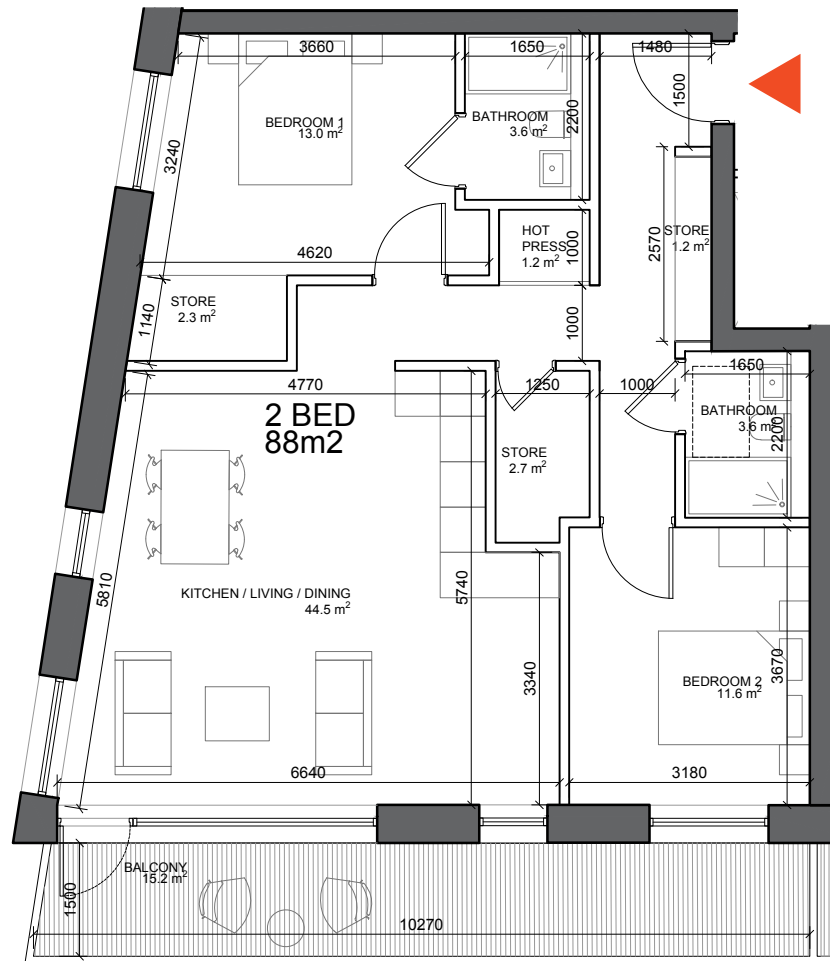 3660
1650
1480
BEDROOM 1
13.0 m²
BATHROOM
3.6 m²
2200
1500
3240
4620
HOT
PRESS
1.2 m²
1000
2570
STORE
1.2 m²
STORE
2.3 m²
1140
1000
4770
1250
1000
1650
2 BED
88m2
BATHROOM
3.6 m²
2200
STORE
2.7 m²
5810
KITCHEN / LIVING / DINING
44.5 m²
5740
3340
BEDROOM 2
11.6 m²
3670
6640
3180
BALCONY
15.2 m²
1500
10270